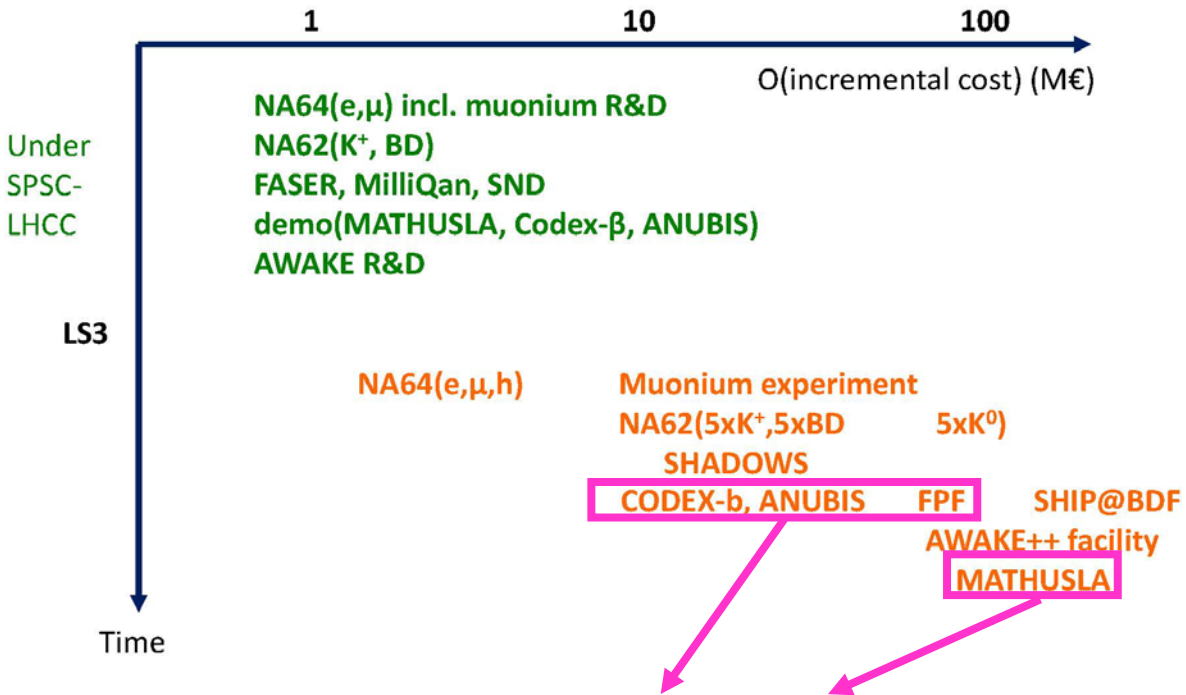 1 10 100
O(incremental cost) (M€)
NA64(e,μ) incl. muonium R&D
Under
NA62(K⁺, BD)
SPSC-
FASER, MilliQan, SND
LHCC
demo(MATHUSLA, Codex-β, ANUBIS)
AWAKE R&D
LS3
NA64(e,μ,h) Muonium experiment
NA62(5xK⁺,5xBD 5xK⁰)
SHADOWS
CODEX-b, ANUBIS FPF SHIP@BDF
AWAKE++ facility
MATHUSLA
Time